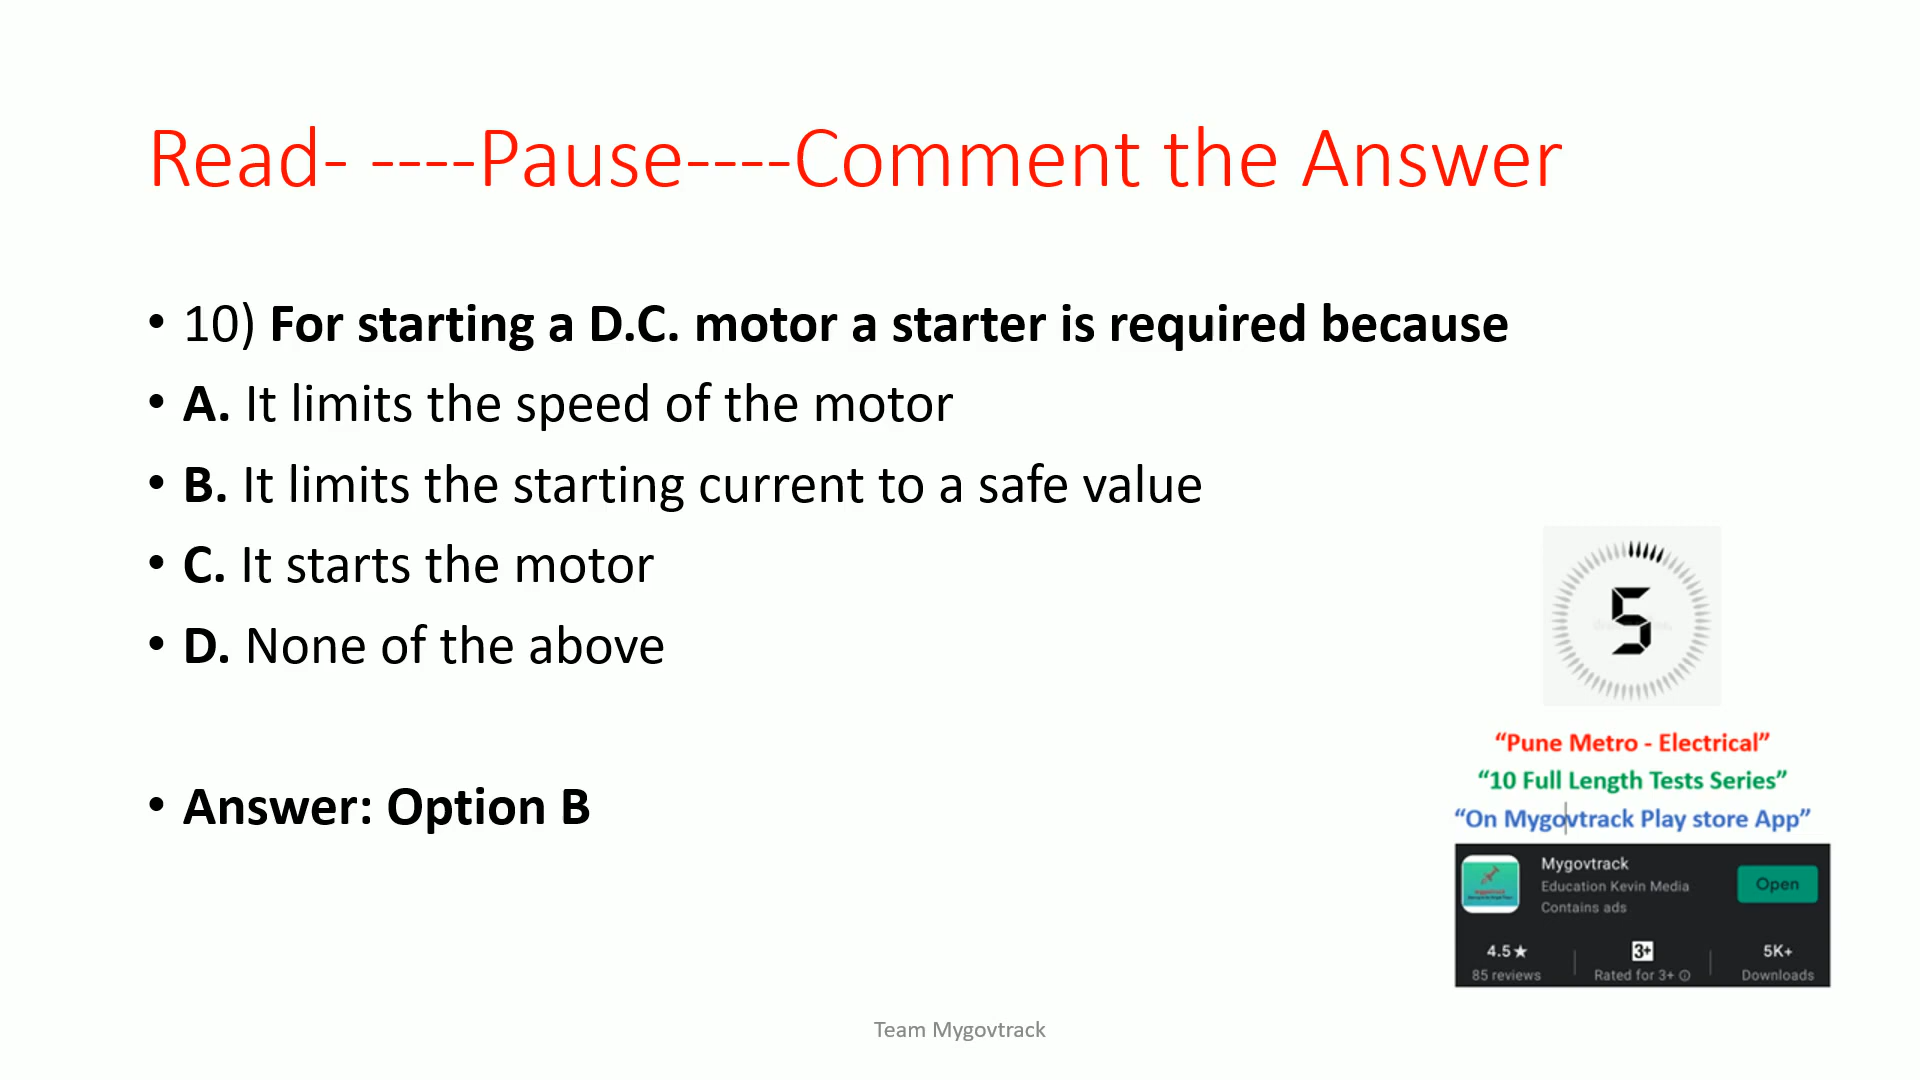 Read- ----Pause----Comment the Answer
• 10) For starting a D.C. motor a starter is required because
• A. It limits the speed of the motor
• B. It limits the starting current to a safe value
• C. It starts the motor
• D. None of the above
• Answer: Option B
5
“Pune Metro - Electrical”
“10 Full Length Tests Series”
“On Mygovtrack Play store App”
Mygovtrack
Education Kevin Media
Contains ads
Open
4.5★ 3+ 5K+
85 reviews Rated for 3+ Downloads
Team Mygovtrack